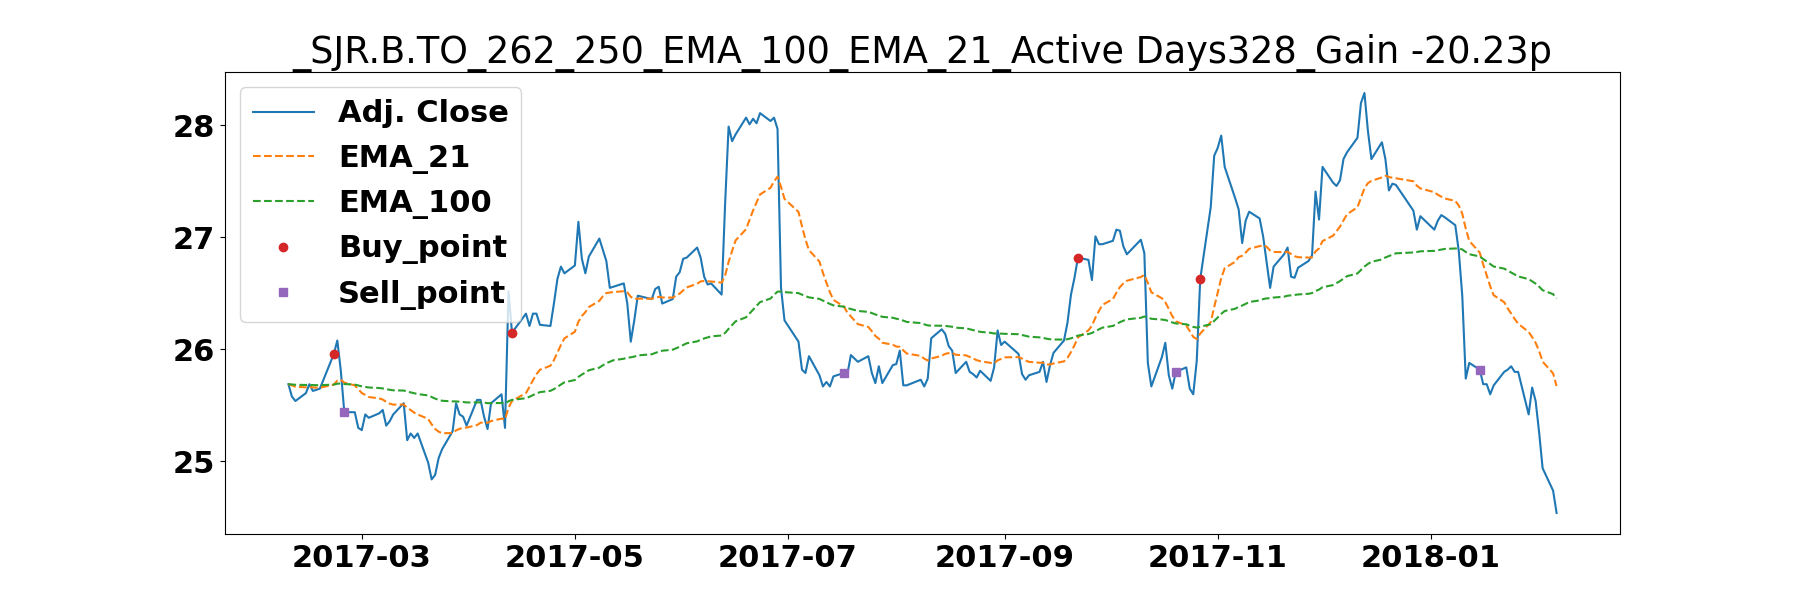 _SJR.B.TO_262_250_EMA_100_EMA_21_Active Days328_Gain -20.23p
Adj. Close
EMA_21
EMA_100
Buy_point
Sell_point
28
27
26
25
2017-03 2017-05 2017-07 2017-09 2017-11 2018-01